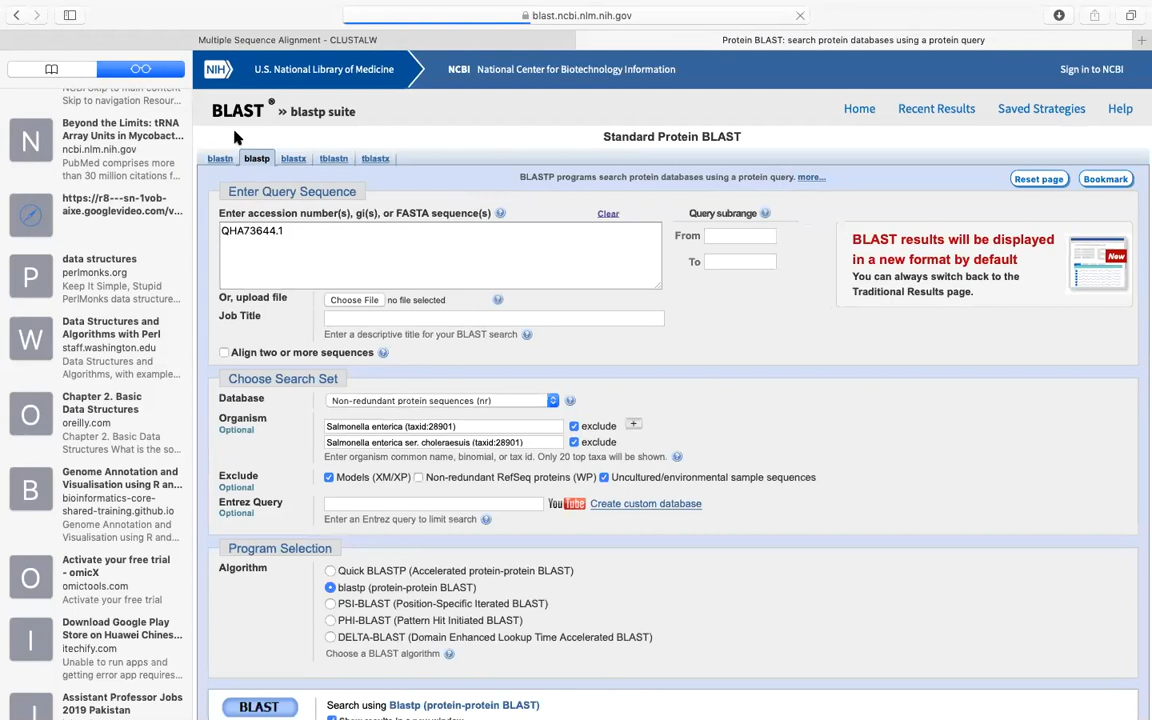 blast.ncbi.nlm.nih.gov
Multiple Sequence Alignment - CLUSTALW
Protein BLAST: search protein databases using a protein query
NCBI Skip to main content
Skip to navigation Resour...
N
Beyond the Limits: tRNA
Array Units in Mycobact...
ncbi.nlm.nih.gov
PubMed comprises more
than 30 million citations f...
https://r8---sn-1vob-
aixe.googlevideo.com/v...
P
data structures
perlmonks.org
Keep It Simple, Stupid
PerlMonks data structure...
W
Data Structures and
Algorithms with Perl
staff.washington.edu
Data Structures and
Algorithms, with example...
O
Chapter 2. Basic
Data Structures
oreilly.com
Chapter 2. Basic Data
Structures What is the so...
B
Genome Annotation and
Visualisation using R an...
bioinformatics-core-
shared-training.github.io
Genome Annotation and
Visualisation using R and...
O
Activate your free trial
- omicX
omictools.com
Activate your free trial
I
Download Google Play
Store on Huawei Chines...
itechify.com
Unable to run apps and
getting error app requires...
A
Assistant Professor Jobs
2019 Pakistan
NIH
U.S. National Library of Medicine
NCBI National Center for Biotechnology Information
Sign in to NCBI
BLAST ® » blastp suite
Home
Recent Results
Saved Strategies
Help
Standard Protein BLAST
blastn
blastp
blastx
tblastn
tblastx
BLASTP programs search protein databases using a protein query. more...
Reset page
Bookmark
Enter Query Sequence
Enter accession number(s), gi(s), or FASTA sequence(s)
Clear
Query subrange
QHA73644.1
From
To
BLAST results will be displayed
in a new format by default
You can always switch back to the
Traditional Results page.
New
Or, upload file
Choose File
no file selected
Job Title
Enter a descriptive title for your BLAST search
Align two or more sequences
Choose Search Set
Database
Non-redundant protein sequences (nr)
Organism
Optional
Salmonella enterica (taxid:28901)
exclude
+
Salmonella enterica ser. choleraesuis (taxid:28901)
exclude
Enter organism common name, binomial, or tax id. Only 20 top taxa will be shown.
Exclude
Optional
Models (XM/XP)
Non-redundant RefSeq proteins (WP)
Uncultured/environmental sample sequences
Entrez Query
Optional
YouTube
Create custom database
Enter an Entrez query to limit search
Program Selection
Algorithm
Quick BLASTP (Accelerated protein-protein BLAST)
blastp (protein-protein BLAST)
PSI-BLAST (Position-Specific Iterated BLAST)
PHI-BLAST (Pattern Hit Initiated BLAST)
DELTA-BLAST (Domain Enhanced Lookup Time Accelerated BLAST)
Choose a BLAST algorithm
BLAST
Search using Blastp (protein-protein BLAST)
Show results in a new window